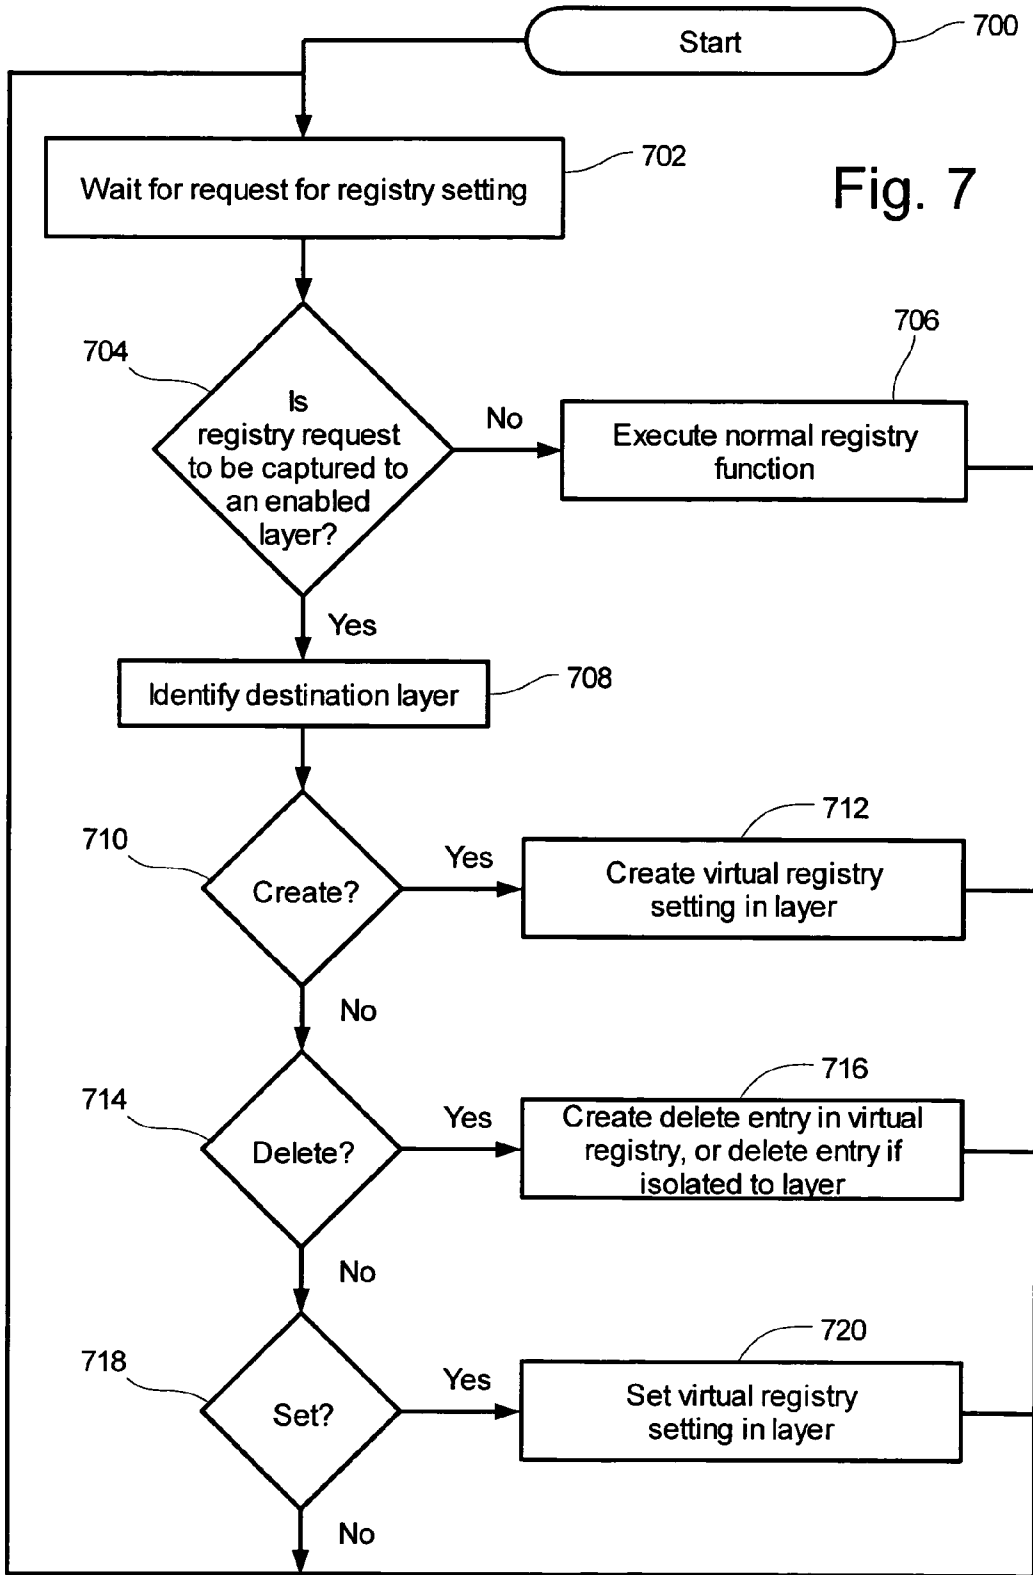 Start
700
Wait for request for registry setting
702
Fig. 7
704
Is
registry request
to be captured to
an enabled
layer?
No
706
Execute normal registry
function
Yes
Identify destination layer
708
710
Create?
Yes
712
Create virtual registry
setting in layer
No
714
Delete?
Yes
716
Create delete entry in virtual
registry, or delete entry if
isolated to layer
No
718
Set?
Yes
720
Set virtual registry
setting in layer
No